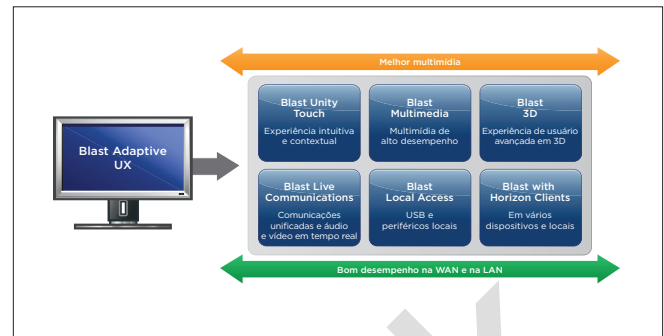 Melhor multimídia
Blast Adaptive
UX
Blast Unity
Touch
Experiência intuitiva
e contextual
Blast
Multimedia
Multimídia de
alto desempenho
Blast
3D
Experiência de usuário
avançada em 3D
Blast Live
Communications
Comunicações
unificadas e áudio
e vídeo em tempo real
Blast
Local Access
USB e
periféricos locais
Blast with
Horizon Clients
Em vários
dispositivos e locais
Bom desempenho na WAN e na LAN